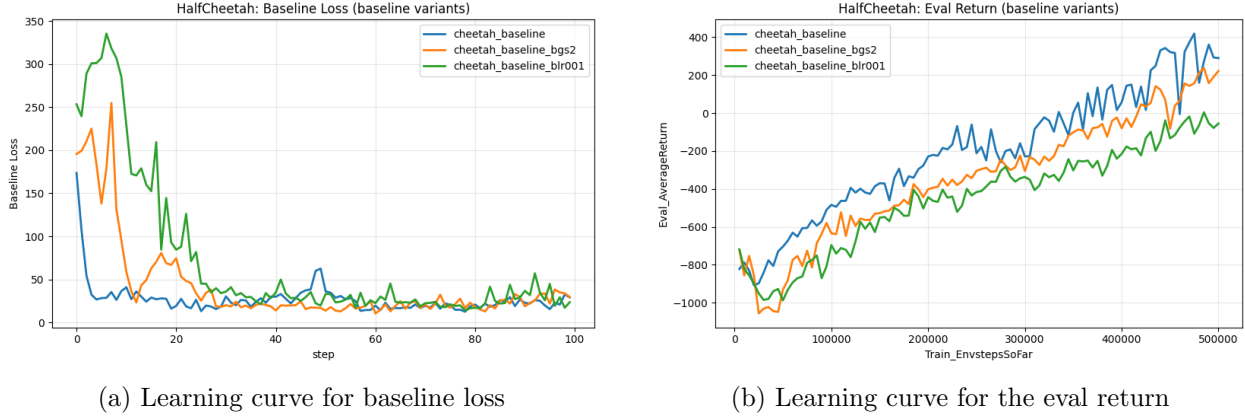 HalfCheetah: Baseline Loss (baseline variants)
cheetah_baseline
cheetah_baseline_bgs2
cheetah_baseline_blr001
Baseline Loss
350
300
250
200
150
100
50
0
0 20 40 60 80 100
step
(a) Learning curve for baseline loss
HalfCheetah: Eval Return (baseline variants)
cheetah_baseline
cheetah_baseline_bgs2
cheetah_baseline_blr001
Eval_AverageReturn
400
200
0
−200
−400
−600
−800
−1000
0 100000 200000 300000 400000 500000
Train_EnvstepsSoFar
(b) Learning curve for the eval return